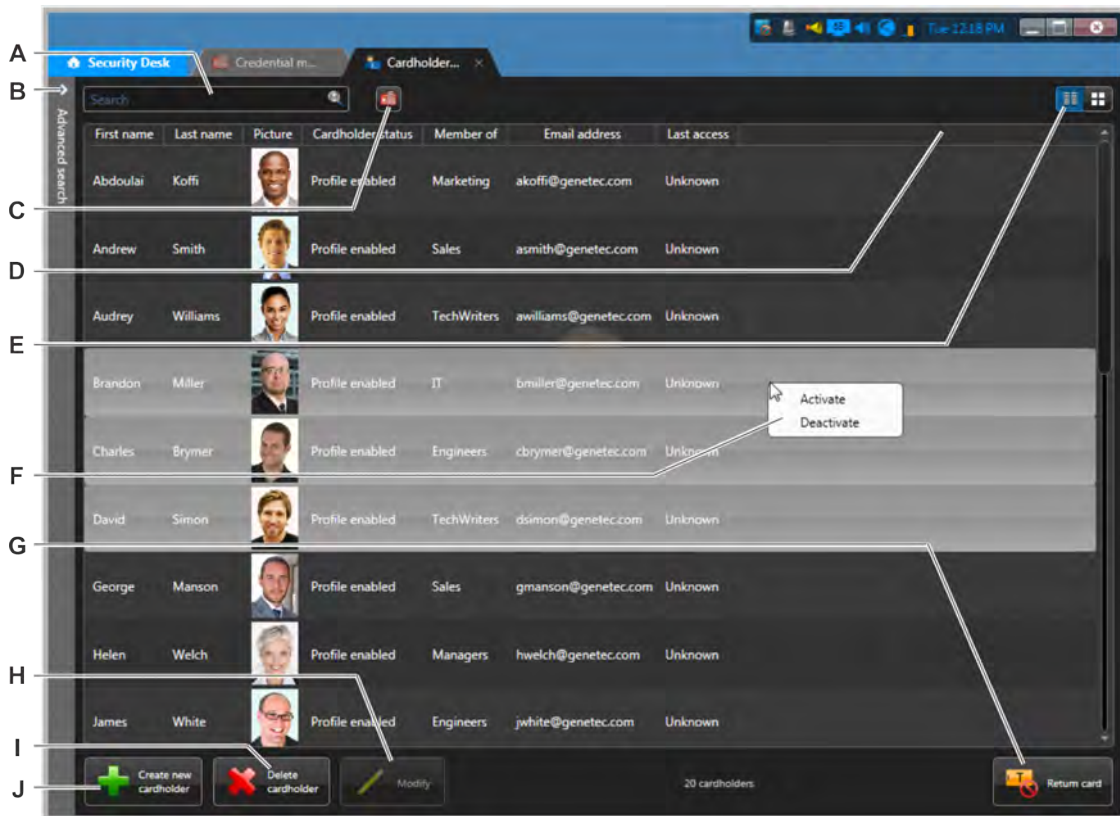 Tue 12:18 PM
A
Security Desk
Credential m...
Cardholder...
B
Search
Advanced search
First name Last name Picture Cardholder status Member of Email address Last access
Abdoulai Koffi Profile enabled Marketing akoffi@genetec.com Unknown
C
Andrew Smith Profile enabled Sales asmith@genetec.com Unknown
D
Audrey Williams Profile enabled TechWriters awilliams@genetec.com Unknown
E
Brandon Miller Profile enabled IT bmiller@genetec.com Unknown
Activate
Deactivate
Charles Brymer Profile enabled Engineers cbrymer@genetec.com Unknown
F
David Simon Profile enabled TechWriters dsimon@genetec.com Unknown
G
George Manson Profile enabled Sales gmanson@genetec.com Unknown
Helen Welch Profile enabled Managers hwelch@genetec.com Unknown
H
James White Profile enabled Engineers jwhite@genetec.com Unknown
I
J
Create new
cardholder
Delete
cardholder
Modify
20 cardholders
Return card